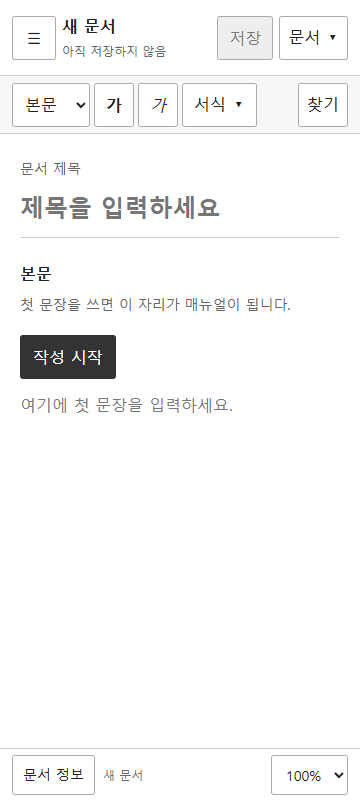 ☰ 새 문서 저장 문서 ▼
아직 저장하지 않음
본문 가 가 서식 ▼ 찾기
문서 제목
제목을 입력하세요
본문
첫 문장을 쓰면 이 자리가 매뉴얼이 됩니다.
작성 시작
여기에 첫 문장을 입력하세요.
문서 정보 새 문서 100%